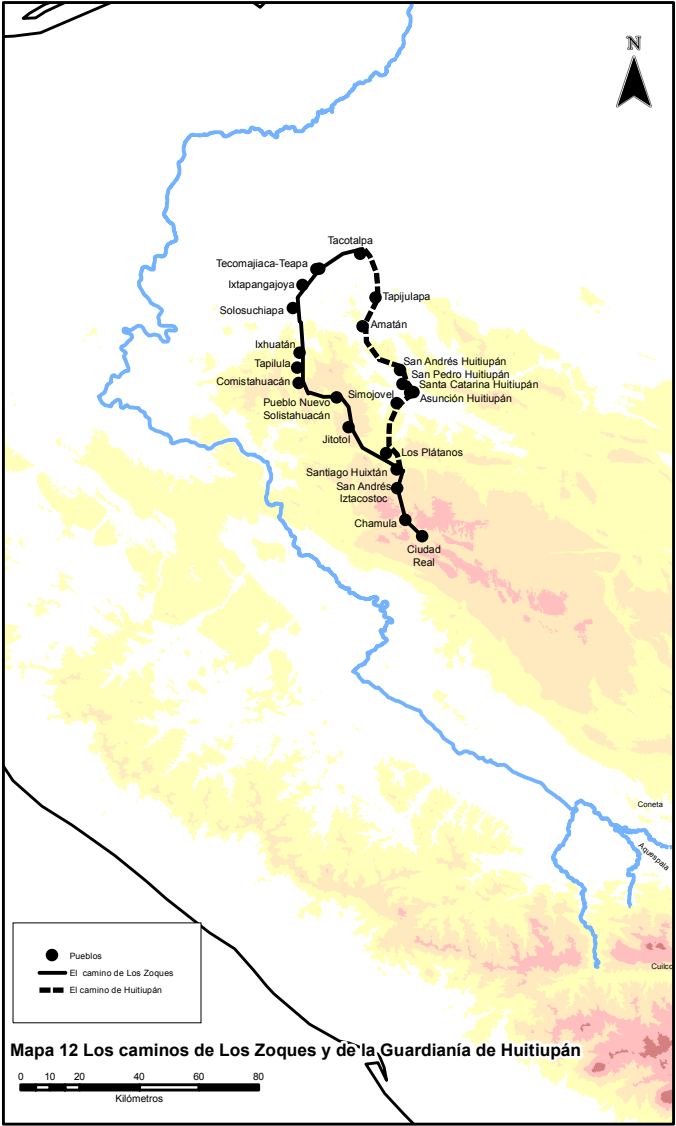 N
Tacotalpa
Tecomajiaca-Teapa
Ixtapangajoya
Tapijulapa
Solosuchiapa
Amatán
Ixhuatán
San Andrés Huitiupán
Tapilula
San Pedro Huitiupán
Comistahuacán
Santa Catarina Huitiupán
Simojovel
Asunción Huitiupán
Pueblo Nuevo
Solistahuacán
Jitotol
Los Plátanos
Santiago Huixtán
San Andrés
Iztacostoc
Chamula
Ciudad
Real
Coneta
Aquespala
Cuilco
Pueblos
El camino de Los Zoques
El camino de Huitiupán
Mapa 12 Los caminos de Los Zoques y de la Guardianía de Huitiupán
0 10 20 40 60 80
Kilómetros